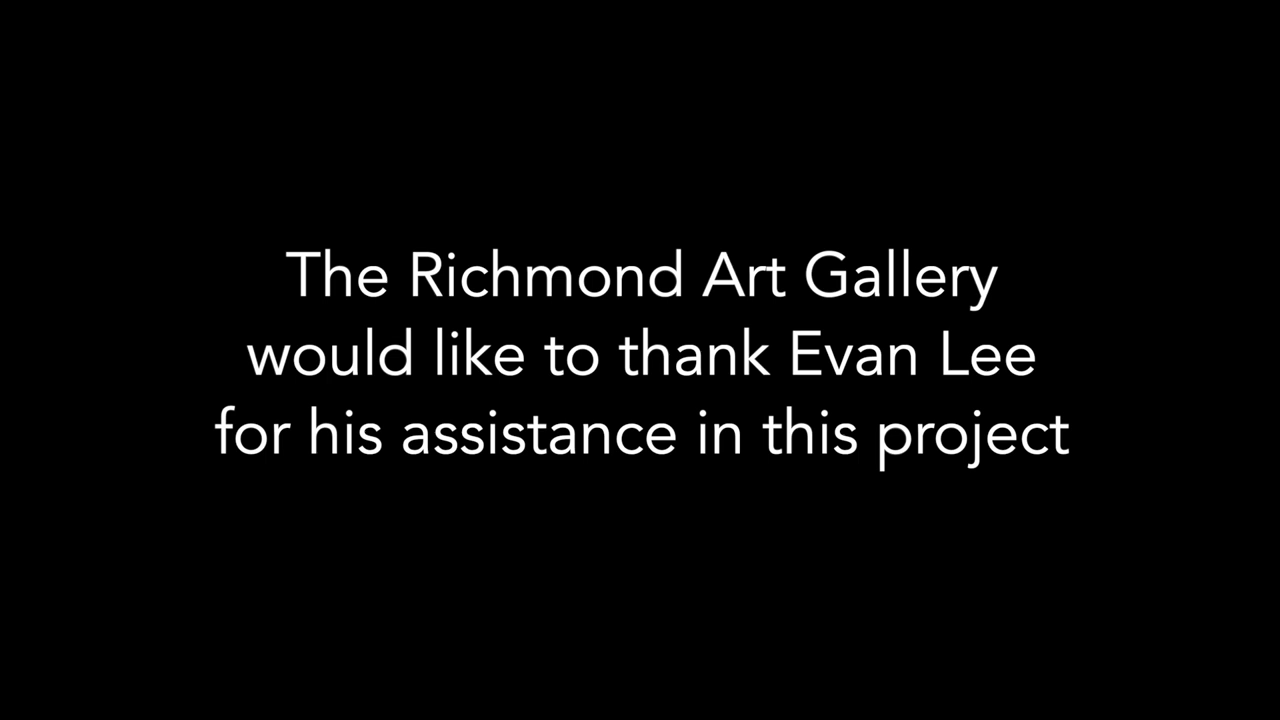 The Richmond Art Gallery
would like to thank Evan Lee
for his assistance in this project